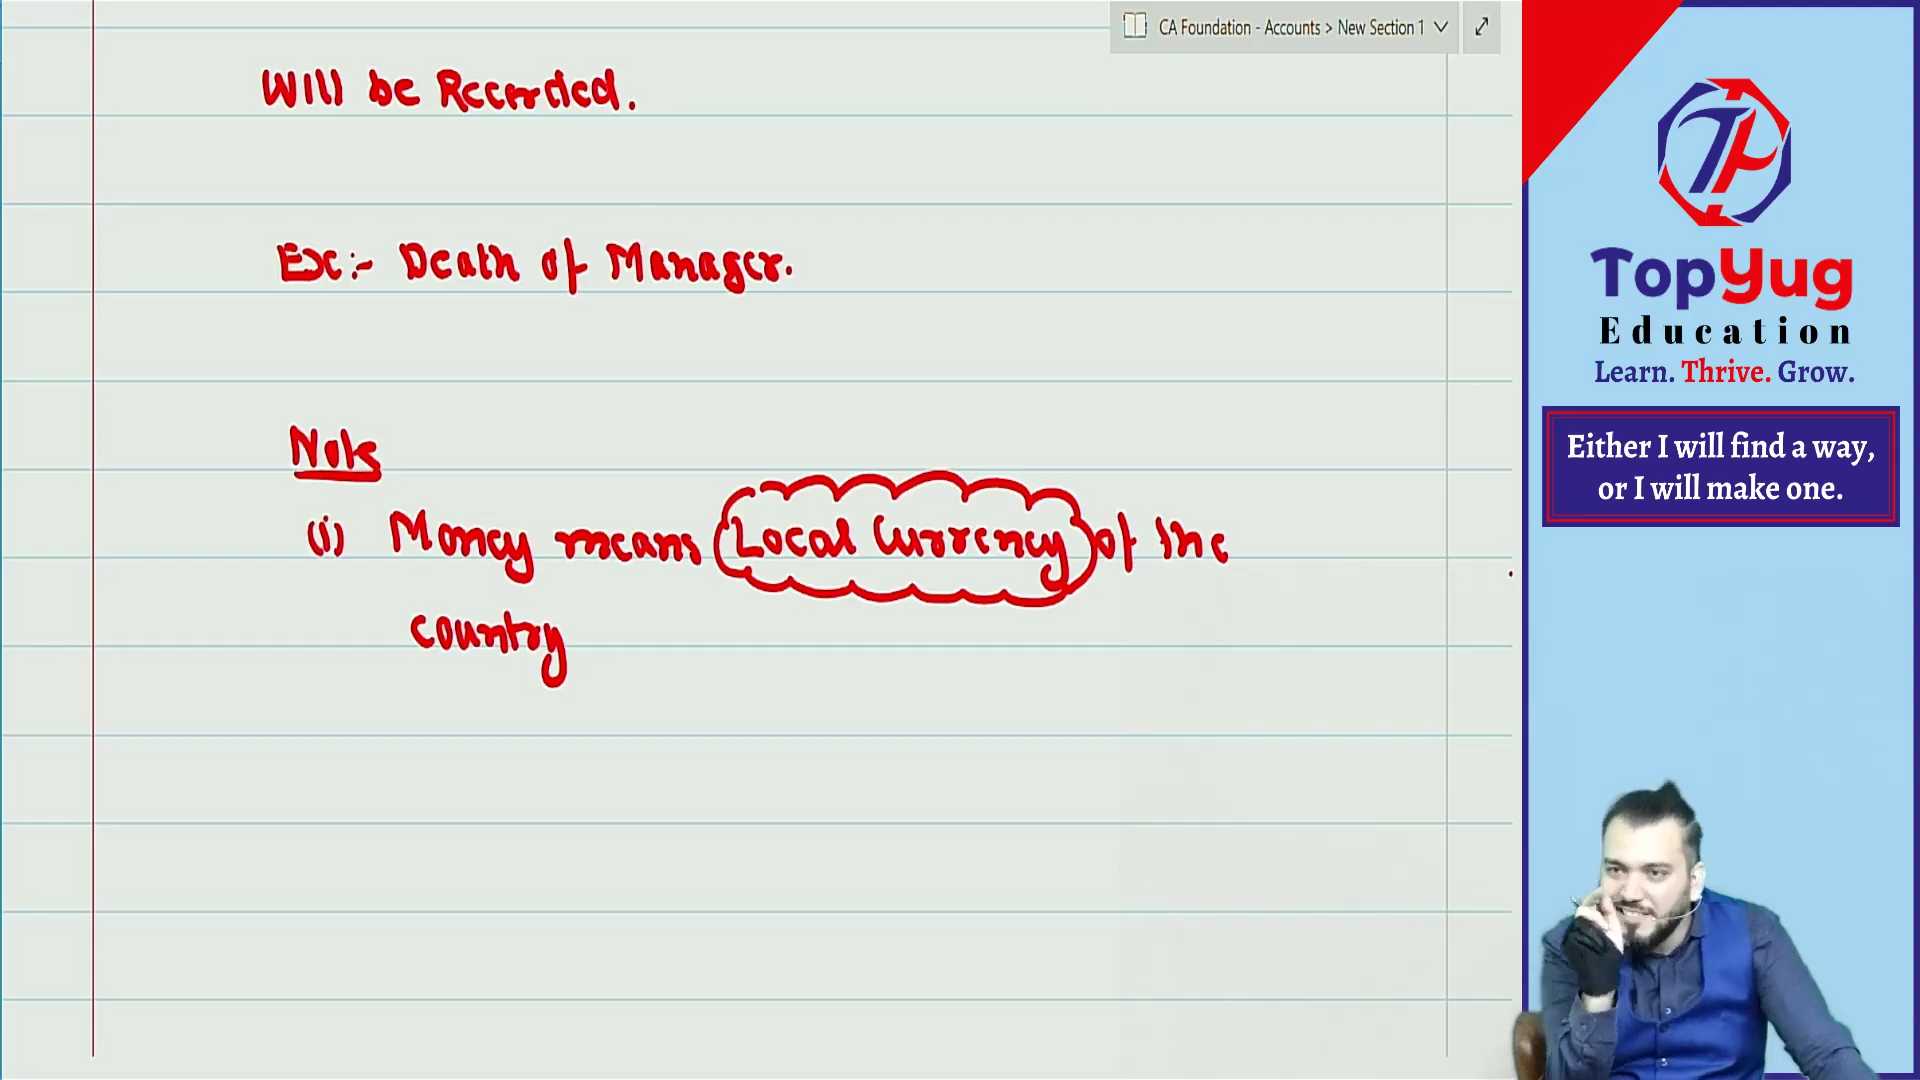 CA Foundation - Accounts > New Section 1
Will be Recorded.
Ex:- Death of Manager.
Note
(i) Money means Local Currency of the
country
TopYug
Education
Learn. Thrive. Grow.
Either I will find a way,
or I will make one.